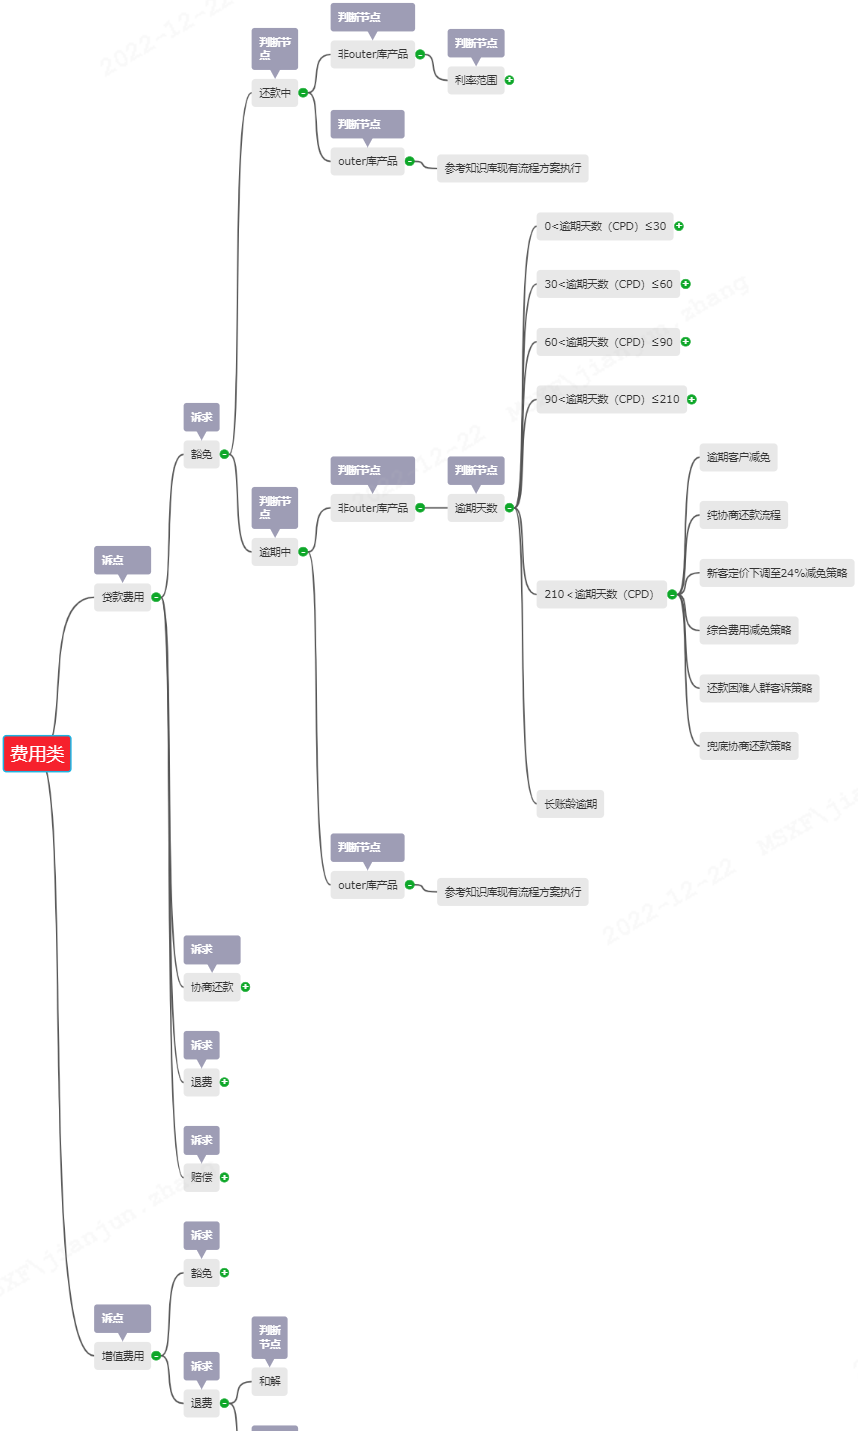 判断节点
非outer库产品
判断节
点
还款中
判断节点
利率范围
判断节点
outer库产品
参考知识库现有流程方案执行
0<逾期天数（CPD）≤30
30<逾期天数（CPD）≤60
60<逾期天数（CPD）≤90
90<逾期天数（CPD）≤210
诉求
豁免
判断节
点
逾期中
判断节点
非outer库产品
判断节点
逾期天数
逾期客户减免
纯协商还款流程
新客定价下调至24%减免策略
210＜逾期天数（CPD）
综合费用减免策略
还款困难人群客诉策略
兜底协商还款策略
长账龄逾期
诉点
贷款费用
费用类
判断节点
outer库产品
参考知识库现有流程方案执行
诉求
协商还款
诉求
退费
诉求
赔偿
诉求
豁免
诉点
增值费用
诉求
退费
判断
节点
和解
2022-12-22
MSXF\jianjun.zhang
2022-12-22
2022-12-22
MSXF\ji
MSXF\jianjun.zhang